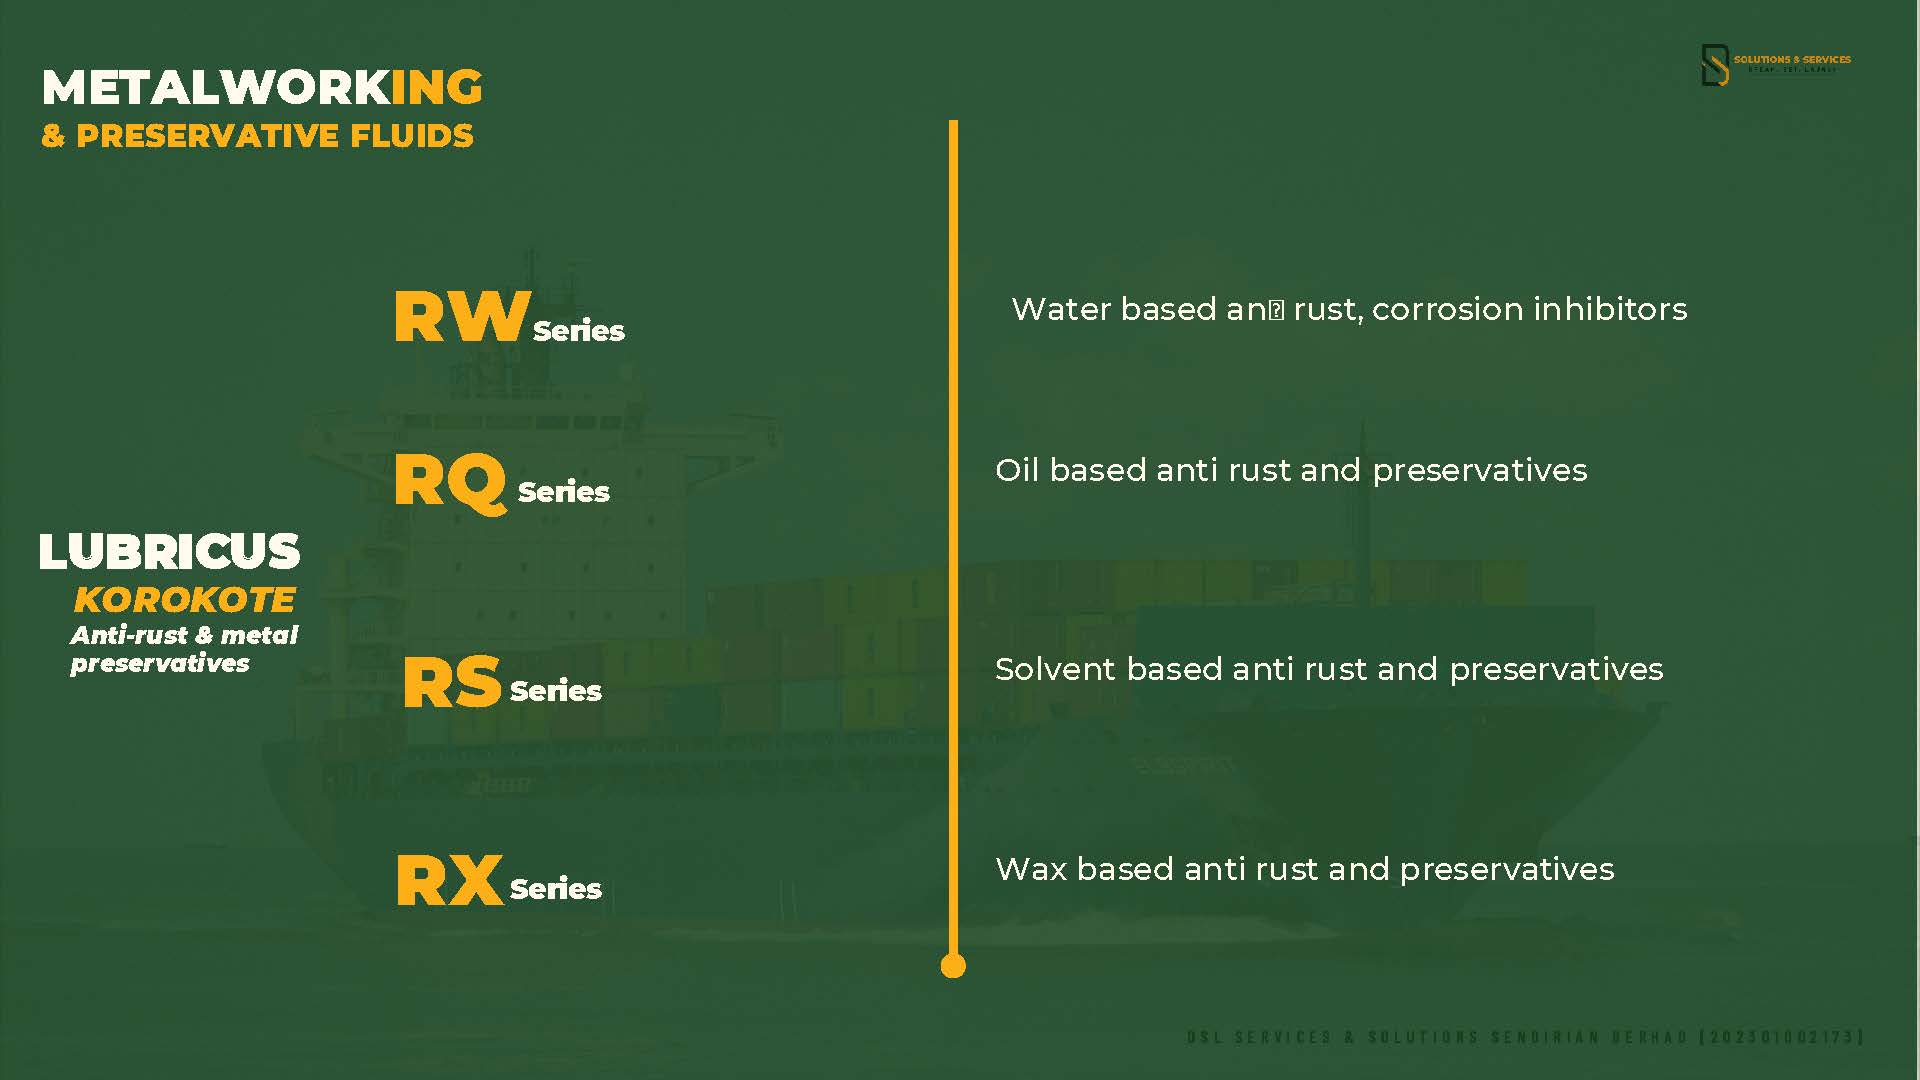 METALWORKING
& PRESERVATIVE FLUIDS
SOLUTIONS & SERVICES
RW Series
Water based an� rust, corrosion inhibitors
RQ Series
Oil based anti rust and preservatives
LUBRICUS
KOROKOTE
Anti-rust & metal
preservatives
RS Series
Solvent based anti rust and preservatives
RX Series
Wax based anti rust and preservatives
DSL SERVICES & SOLUTIONS SENDIRIAN BERHAD [202301002173]